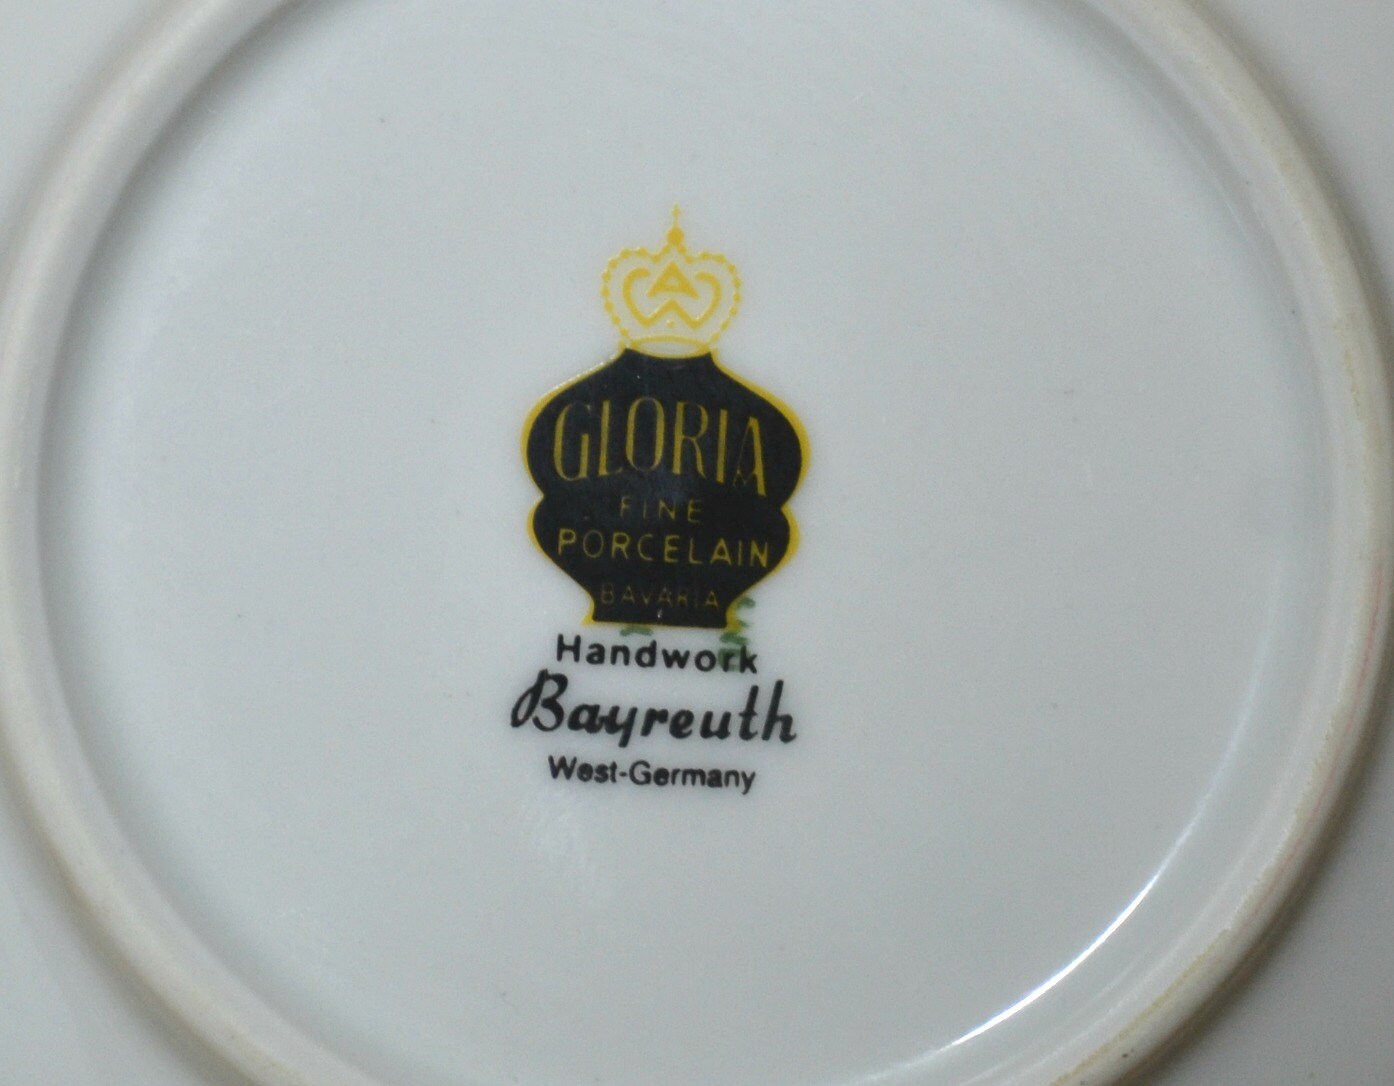 GLORIA
FINE
PORCELAIN
BAVARIA
Handwork
Bayreuth
West-Germany